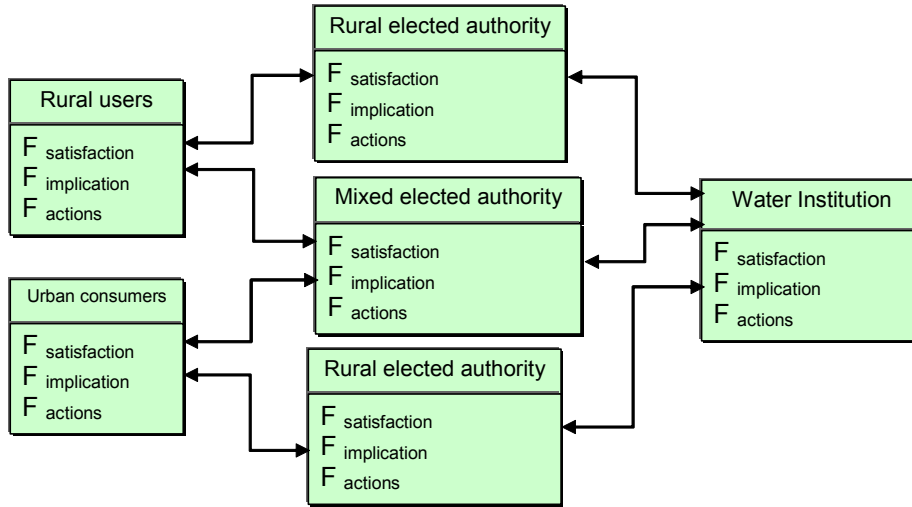 Rural elected authority
F satisfaction
F implication
F actions
Rural users
F satisfaction
F implication
F actions
Mixed elected authority
F satisfaction
F implication
F actions
Water Institution
F satisfaction
F implication
F actions
Urban consumers
F satisfaction
F implication
F actions
Rural elected authority
F satisfaction
F implication
F actions